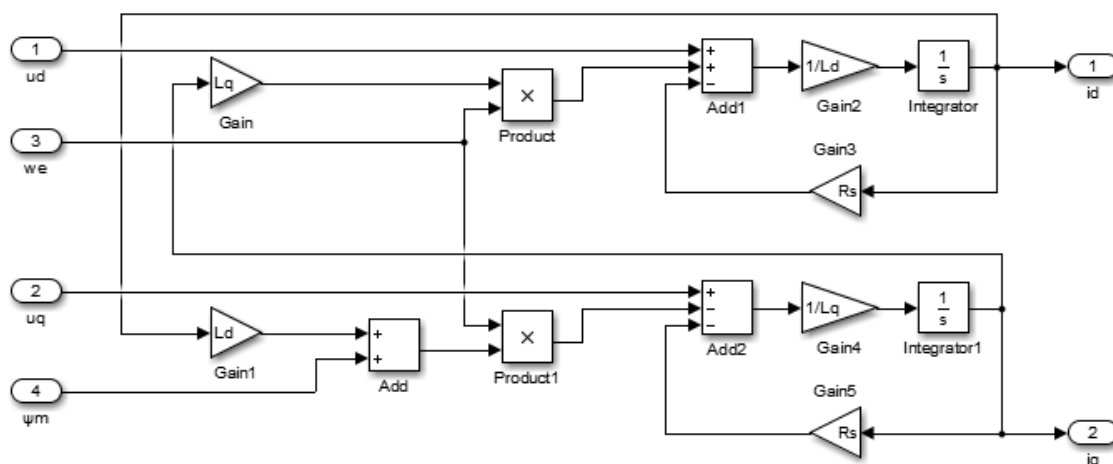 1
ud
Lq
Gain
×
Product
+
+
−
Add1
1/Ld
Gain2
1
s
Integrator
1
id
3
we
Gain3
Rs
2
uq
Ld
Gain1
+
+
Add
×
Product1
+
−
−
Add2
1/Lq
Gain4
1
s
Integrator1
4
ψm
Gain5
Rs
2
iq